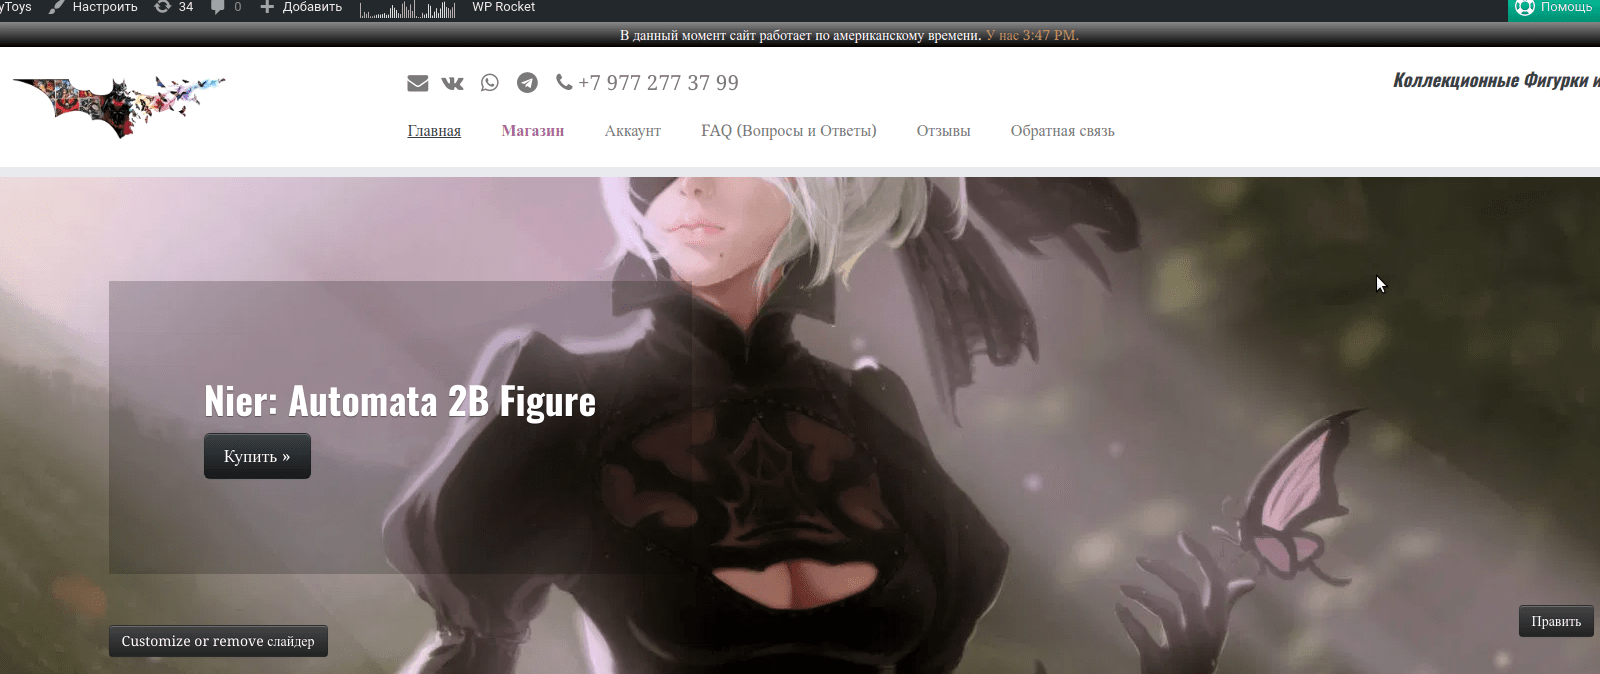 yToys Настроить 34 0 Добавить WP Rocket Помощь
В данный момент сайт работает по американскому времени. У нас 3:47 PM.
+7 977 277 37 99
Коллекционные Фигурки и
Главная Магазин Аккаунт FAQ (Вопросы и Ответы) Отзывы Обратная связь
Nier: Automata 2B Figure
Купить »
Править
Customize or remove слайдер